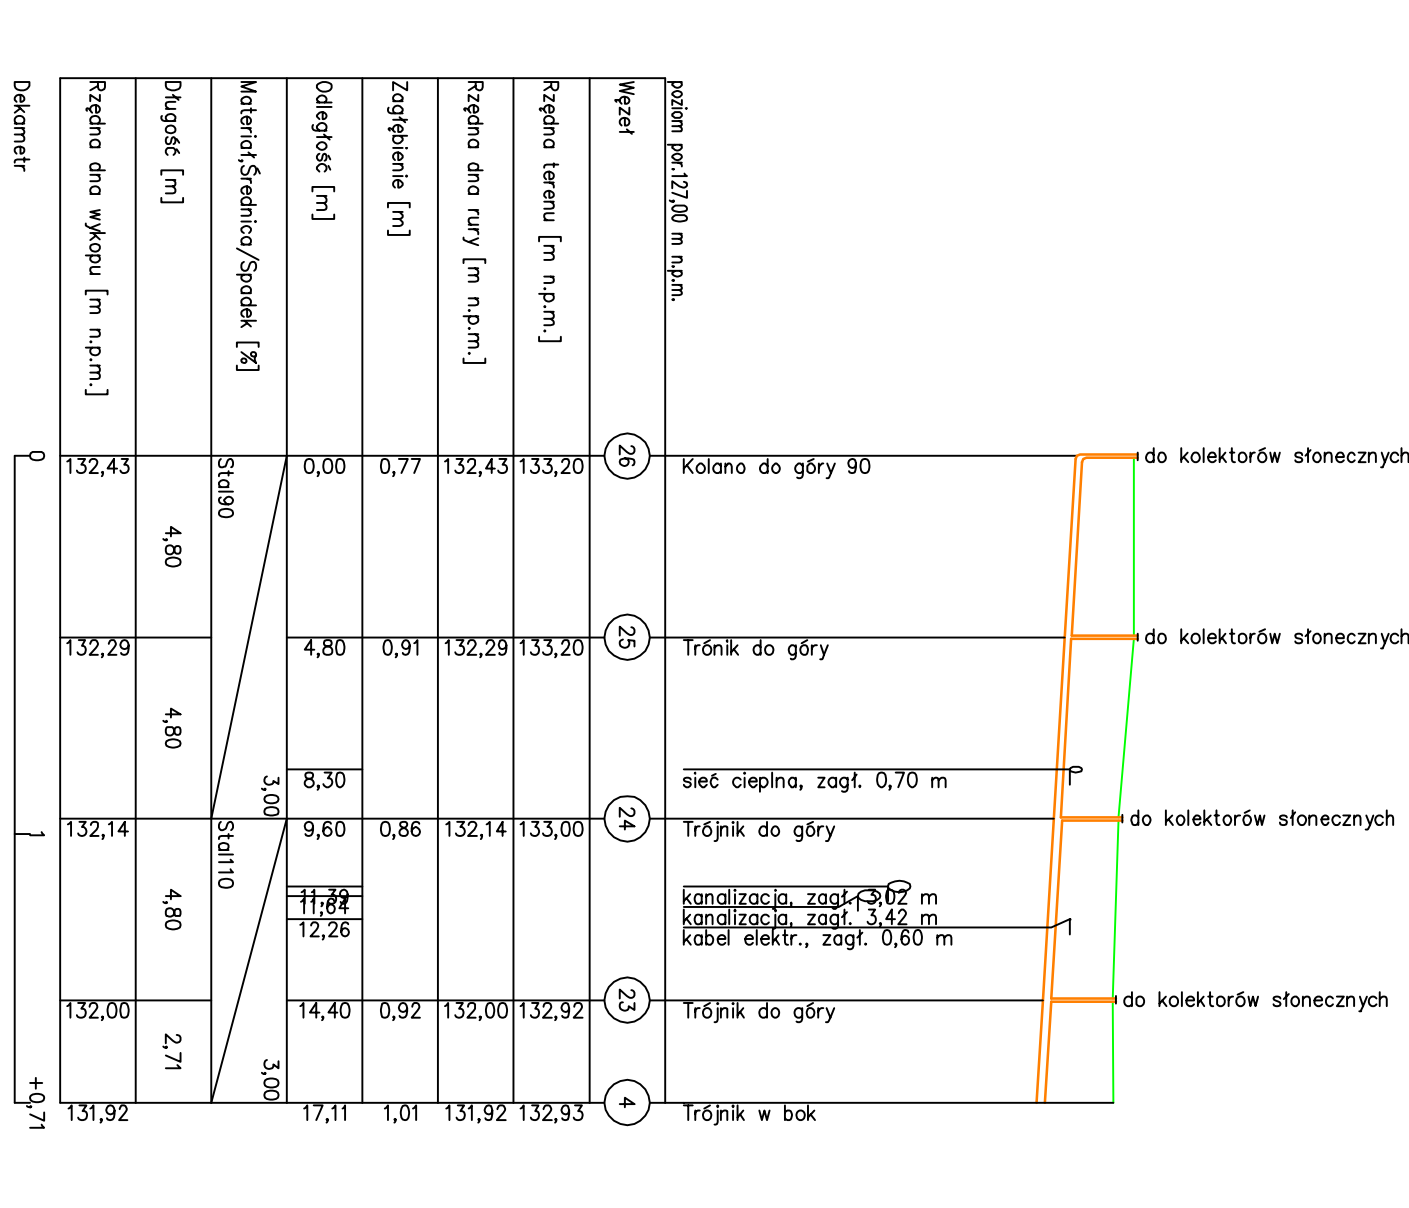 poziom por.127,00 m n.p.m.
Węzeł
Rzędna terenu [m n.p.m.]
Rzędna dna rury [m n.p.m.]
Zagłębienie [m]
Odległość [m]
Materiał,Średnica/Spadek [%]
Długość [m]
Rzędna dna wykopu [m n.p.m.]
Dekametr
0
132,43
Stal90
0,00
0,77
132,43
133,20
26
Kolano do góry 90
do kolektorów słonecznych
4,80
132,29
4,80
0,91
132,29
133,20
25
Trónik do góry
do kolektorów słonecznych
4,80
3,00
8,30
sieć cieplna, zagł. 0,70 m
1
132,14
Stal110
9,60
0,86
132,14
133,00
24
Trójnik do góry
do kolektorów słonecznych
4,80
11,39
kanalizacja, zagł. 3,02 m
11,64
kanalizacja, zagł. 3,42 m
12,26
kabel elektr., zagł. 0,60 m
132,00
14,40
0,92
132,00
132,92
23
Trójnik do góry
do kolektorów słonecznych
2,71
3,00
+0,71
131,92
17,11
1,01
131,92
132,93
4
Trójnik w bok